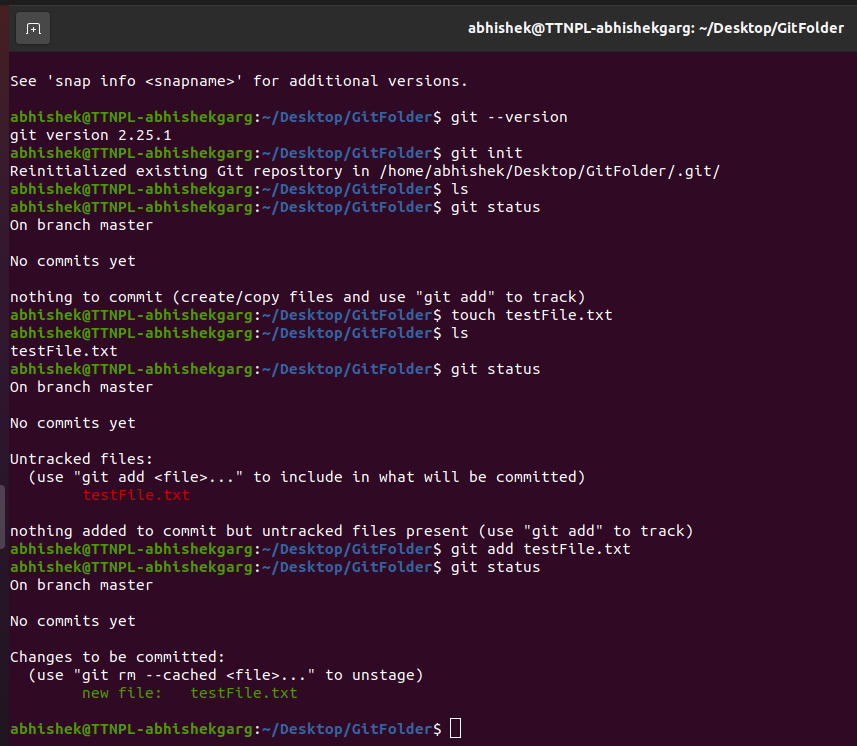 abhishek@TTNPL-abhishekgarg: ~/Desktop/GitFolder
See 'snap info <snapname>' for additional versions.
abhishek@TTNPL-abhishekgarg:~/Desktop/GitFolder$ git --version
git version 2.25.1
abhishek@TTNPL-abhishekgarg:~/Desktop/GitFolder$ git init
Reinitialized existing Git repository in /home/abhishek/Desktop/GitFolder/.git/
abhishek@TTNPL-abhishekgarg:~/Desktop/GitFolder$ ls
abhishek@TTNPL-abhishekgarg:~/Desktop/GitFolder$ git status
On branch master
No commits yet
nothing to commit (create/copy files and use "git add" to track)
abhishek@TTNPL-abhishekgarg:~/Desktop/GitFolder$ touch testFile.txt
abhishek@TTNPL-abhishekgarg:~/Desktop/GitFolder$ ls
testFile.txt
abhishek@TTNPL-abhishekgarg:~/Desktop/GitFolder$ git status
On branch master
No commits yet
Untracked files:
  (use "git add <file>..." to include in what will be committed)
        testFile.txt
nothing added to commit but untracked files present (use "git add" to track)
abhishek@TTNPL-abhishekgarg:~/Desktop/GitFolder$ git add testFile.txt
abhishek@TTNPL-abhishekgarg:~/Desktop/GitFolder$ git status
On branch master
No commits yet
Changes to be committed:
  (use "git rm --cached <file>..." to unstage)
        new file:   testFile.txt
abhishek@TTNPL-abhishekgarg:~/Desktop/GitFolder$